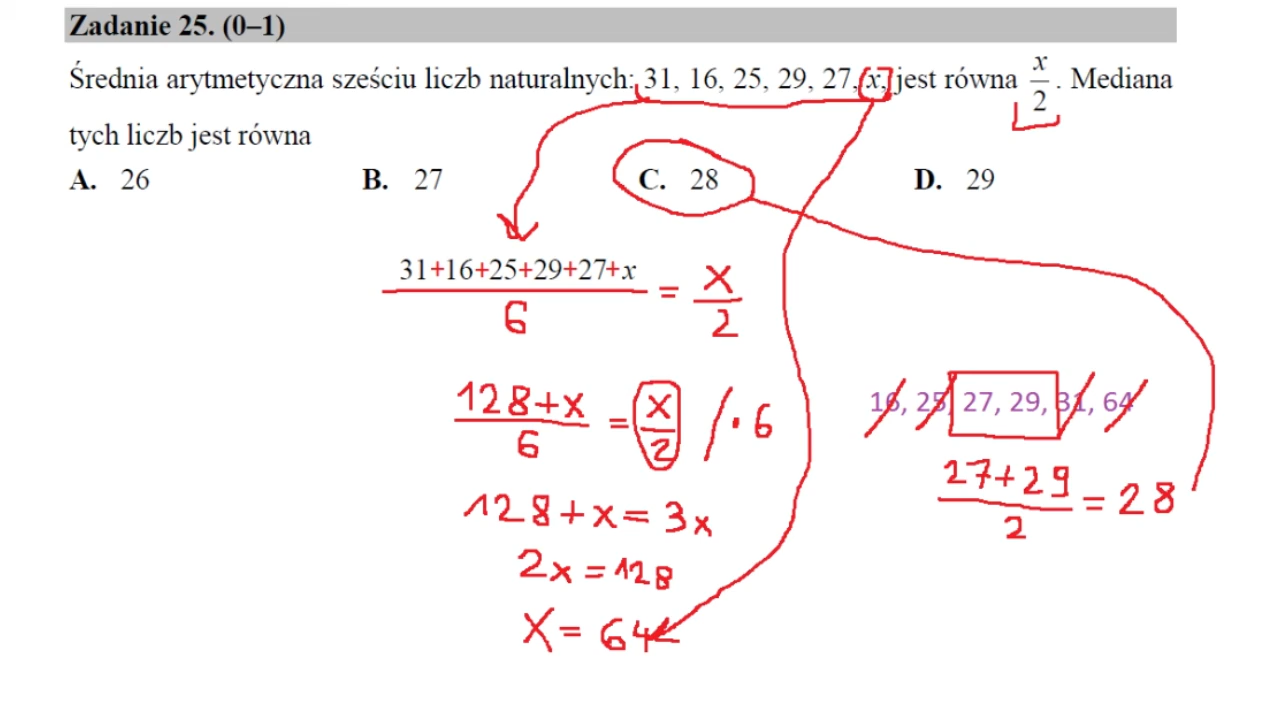 Zadanie 25. (0–1)
Średnia arytmetyczna sześciu liczb naturalnych: 31, 16, 25, 29, 27, x, jest równa x/2. Mediana
tych liczb jest równa
A. 26 B. 27 C. 28 D. 29
31+16+25+29+27+x / 6 = x/2
128+x / 6 = x/2 /·6
128+x=3x
2x=128
x=64
16, 25, 27, 29, 31, 64
27+29 / 2 = 28